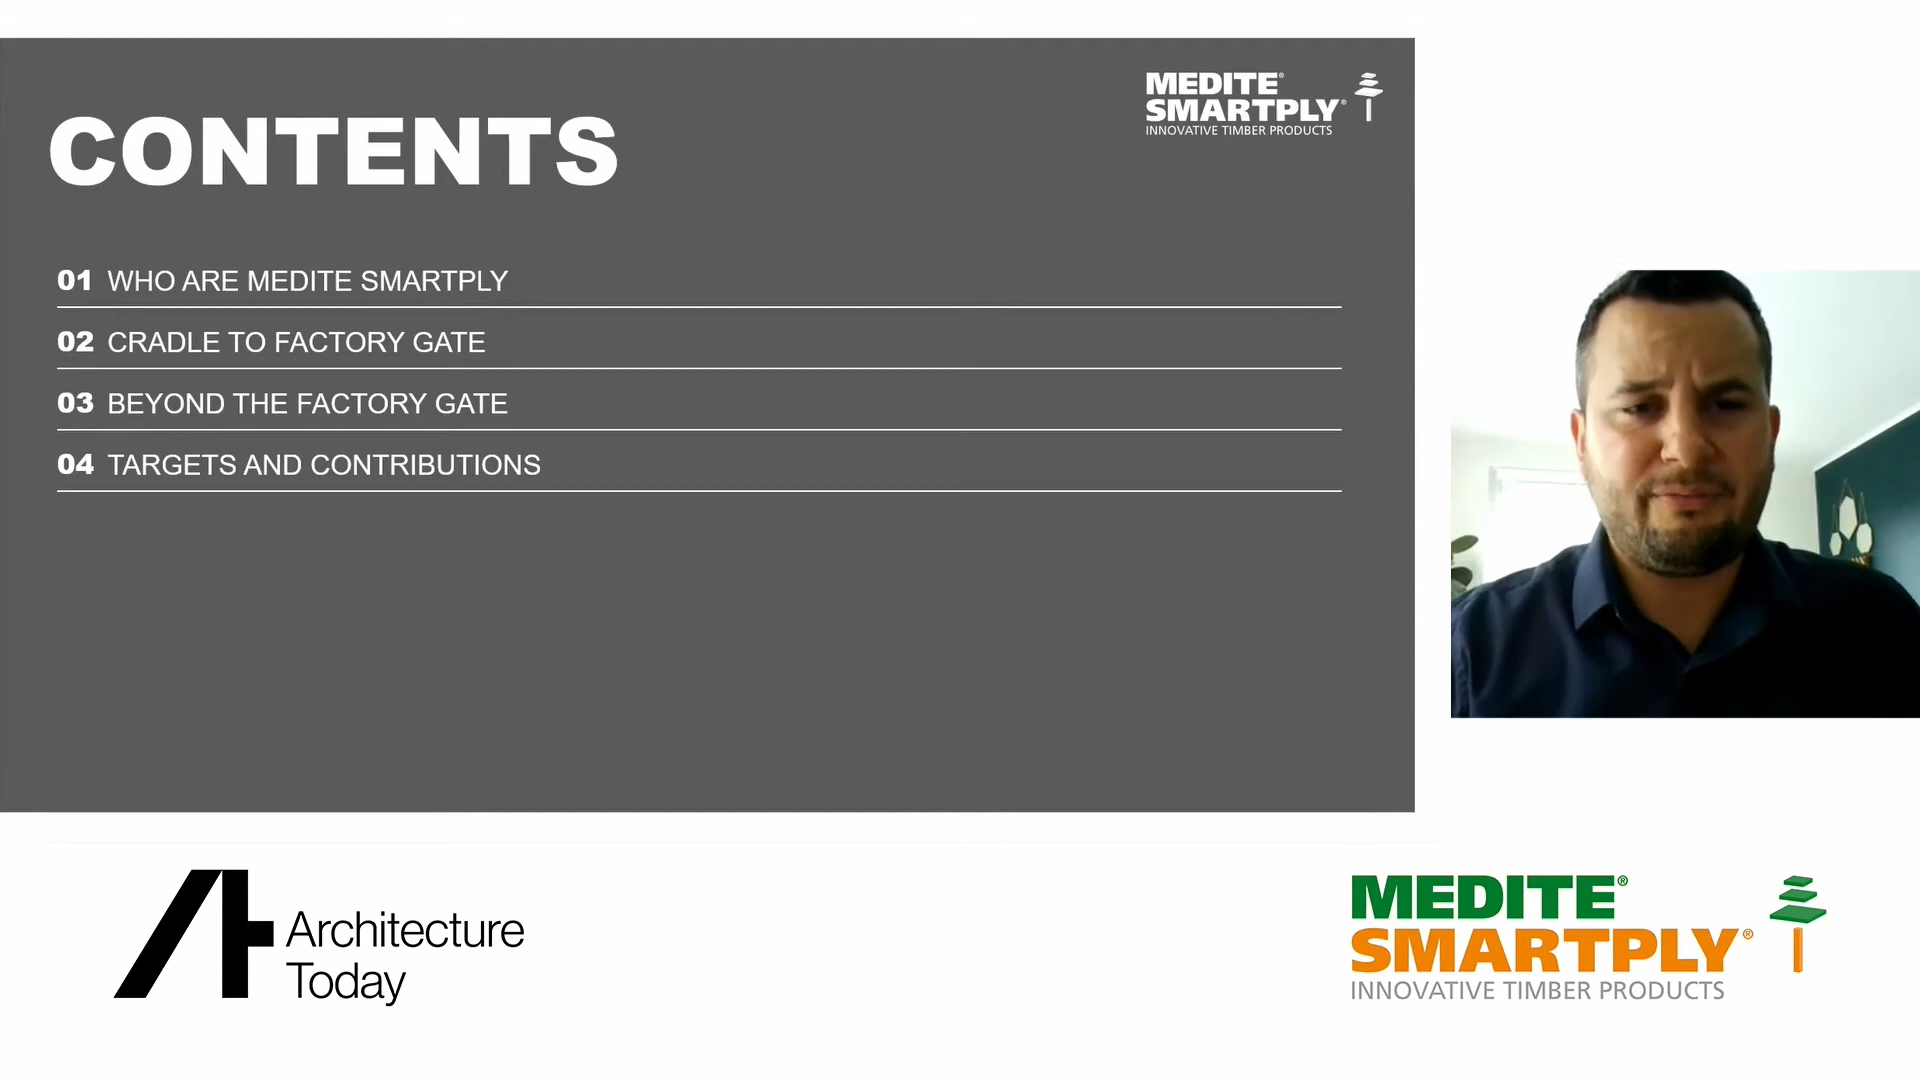 CONTENTS
MEDITE®
SMARTPLY®
INNOVATIVE TIMBER PRODUCTS
01 WHO ARE MEDITE SMARTPLY
02 CRADLE TO FACTORY GATE
03 BEYOND THE FACTORY GATE
04 TARGETS AND CONTRIBUTIONS
Architecture
Today
MEDITE®
SMARTPLY®
INNOVATIVE TIMBER PRODUCTS